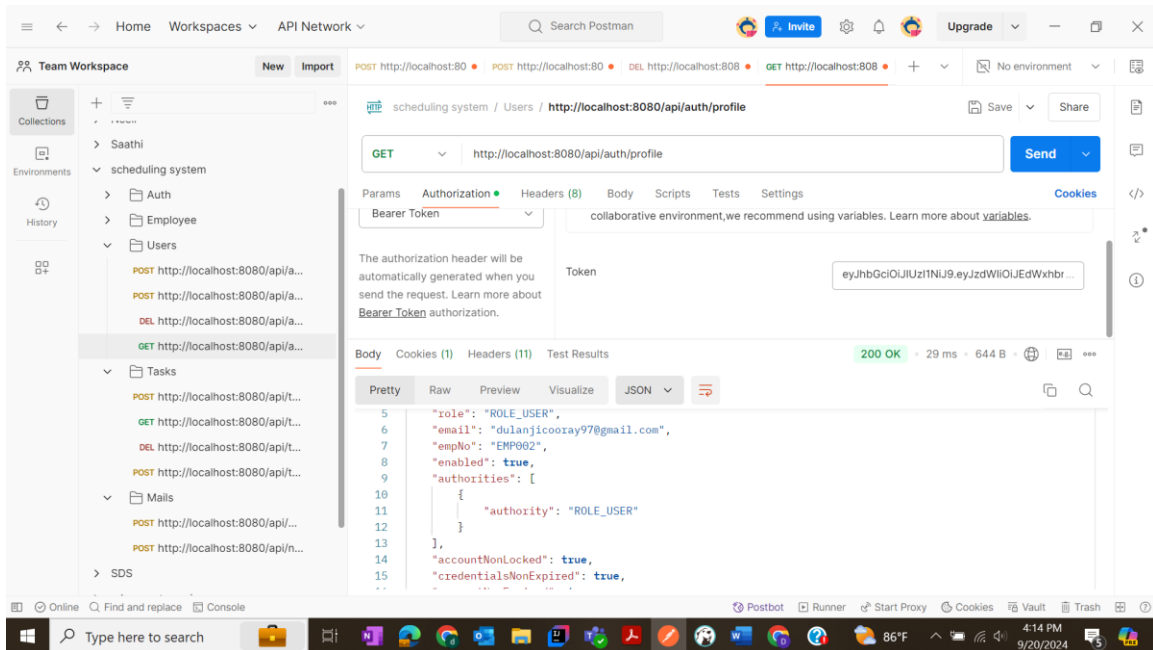 Home Workspaces API Network Search Postman Invite Upgrade
Team Workspace New Import POST http://localhost:80 POST http://localhost:80 DEL http://localhost:808 GET http://localhost:808 No environment
Collections
Environments
History
Saathi
scheduling system
Auth
Employee
Users
POST http://localhost:8080/api/a...
POST http://localhost:8080/api/a...
DEL http://localhost:8080/api/a...
GET http://localhost:8080/api/a...
Tasks
POST http://localhost:8080/api/t...
GET http://localhost:8080/api/t...
DEL http://localhost:8080/api/t...
POST http://localhost:8080/api/t...
Mails
POST http://localhost:8080/api/...
POST http://localhost:8080/api/n...
SDS
HTTP scheduling system / Users / http://localhost:8080/api/auth/profile Save Share
GET http://localhost:8080/api/auth/profile Send
Params Authorization Headers (8) Body Scripts Tests Settings Cookies
Bearer Token
collaborative environment,we recommend using variables. Learn more about variables.
The authorization header will be
automatically generated when you
send the request. Learn more about
Bearer Token authorization.
Token eyJhbGciOiJIUzI1NiJ9.eyJzdWIiOiJEdWxhbr...
Body Cookies (1) Headers (11) Test Results 200 OK 29 ms 644 B
Pretty Raw Preview Visualize JSON
5 "role": "ROLE_USER",
6 "email": "dulanjicooray97@gmail.com",
7 "empNo": "EMP002",
8 "enabled": true,
9 "authorities": [
10 {
11 "authority": "ROLE_USER"
12 }
13 ],
14 "accountNonLocked": true,
15 "credentialsNonExpired": true,
Online Find and replace Console Postbot Runner Start Proxy Cookies Vault Trash
Type here to search 86°F 4:14 PM
9/20/2024